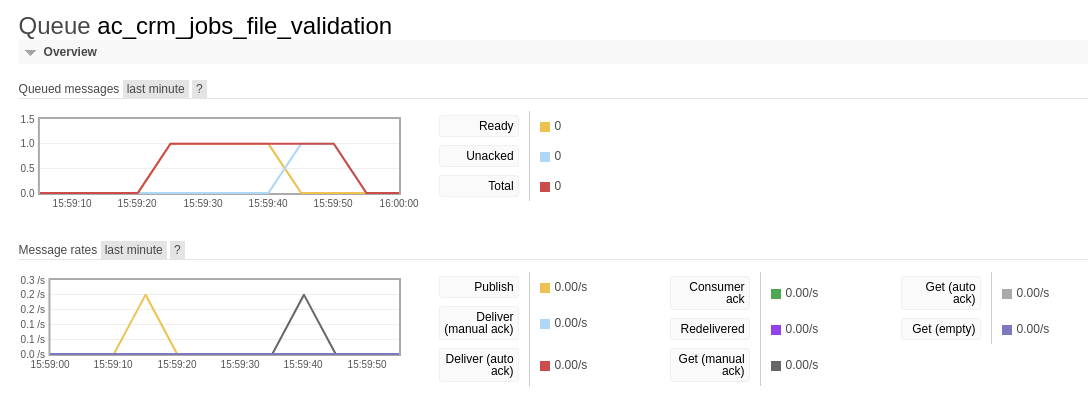 Queue ac_crm_jobs_file_validation
Overview
Queued messages last minute ?
1.5
1.0
0.5
0.0
15:59:10 15:59:20 15:59:30 15:59:40 15:59:50 16:00:00
Ready 0
Unacked 0
Total 0
Message rates last minute ?
0.3 /s
0.2 /s
0.2 /s
0.1 /s
0.1 /s
0.0 /s
15:59:00 15:59:10 15:59:20 15:59:30 15:59:40 15:59:50
Publish 0.00/s
Deliver
(manual ack) 0.00/s
Deliver (auto
ack) 0.00/s
Consumer
ack 0.00/s
Redelivered 0.00/s
Get (manual
ack) 0.00/s
Get (auto
ack) 0.00/s
Get (empty) 0.00/s